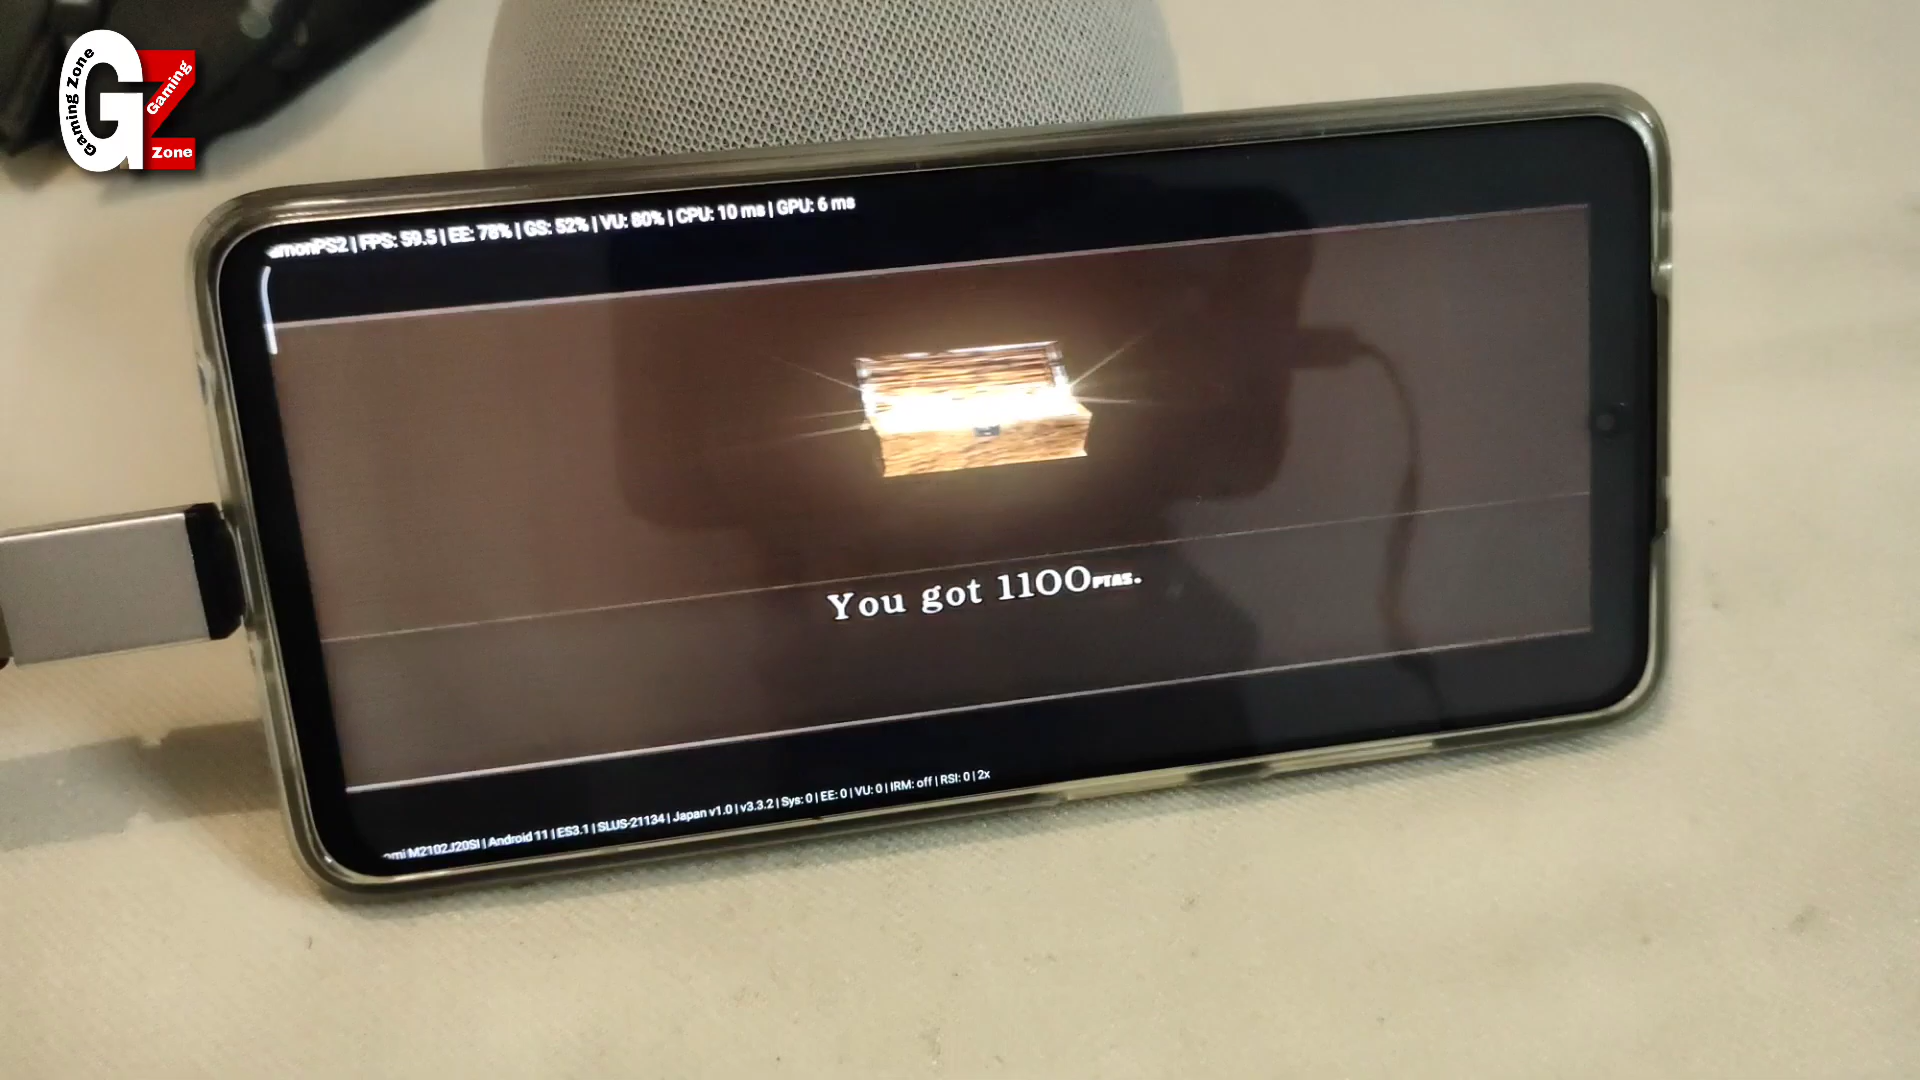 Gaming Zone
Gaming
Zone
GZ
FPS: 59.5 | EE: 78% | GS: 52% | VU: 80% | CPU: 10 ms | GPU: 6 ms
You got 1100PTAS.
M2102J20SI | Android 11 | ES3.1 | SLUS-21134 | Japan v1.0 | v3.3.2 | Sys: 0 | EE: 0 | VU: 0 | IRM: off | RSI: 0 | 2x